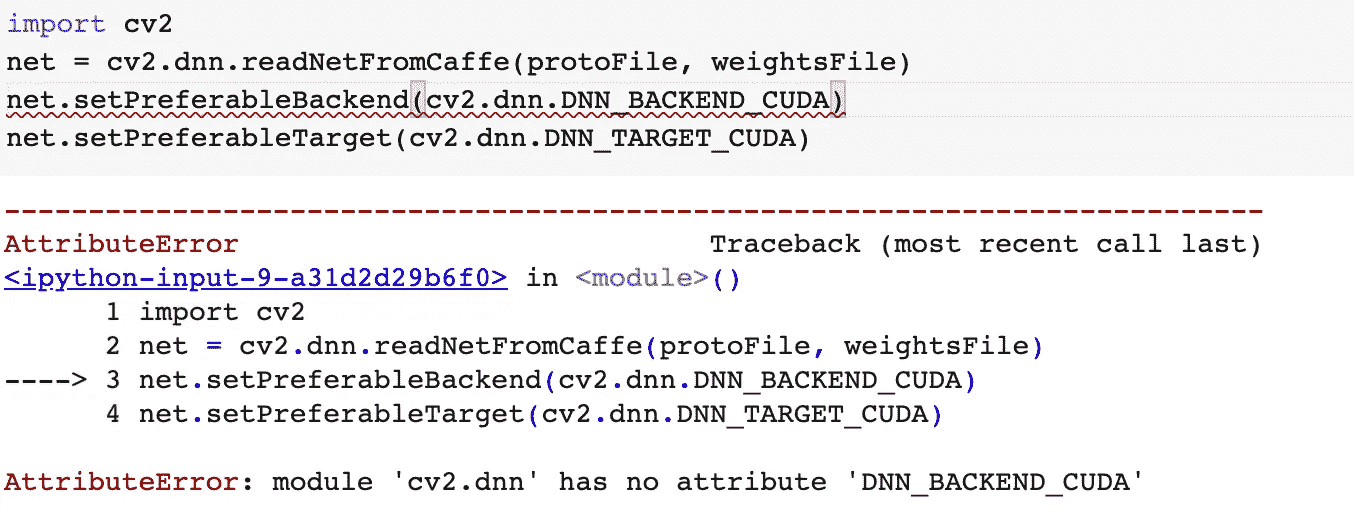 import cv2
net = cv2.dnn.readNetFromCaffe(protoFile, weightsFile)
net.setPreferableBackend(cv2.dnn.DNN_BACKEND_CUDA)
net.setPreferableTarget(cv2.dnn.DNN_TARGET_CUDA)
---------------------------------------------------------------------------
AttributeError                            Traceback (most recent call last)
<ipython-input-9-a31d2d29b6f0> in <module>()
      1 import cv2
      2 net = cv2.dnn.readNetFromCaffe(protoFile, weightsFile)
----> 3 net.setPreferableBackend(cv2.dnn.DNN_BACKEND_CUDA)
      4 net.setPreferableTarget(cv2.dnn.DNN_TARGET_CUDA)
AttributeError: module 'cv2.dnn' has no attribute 'DNN_BACKEND_CUDA'